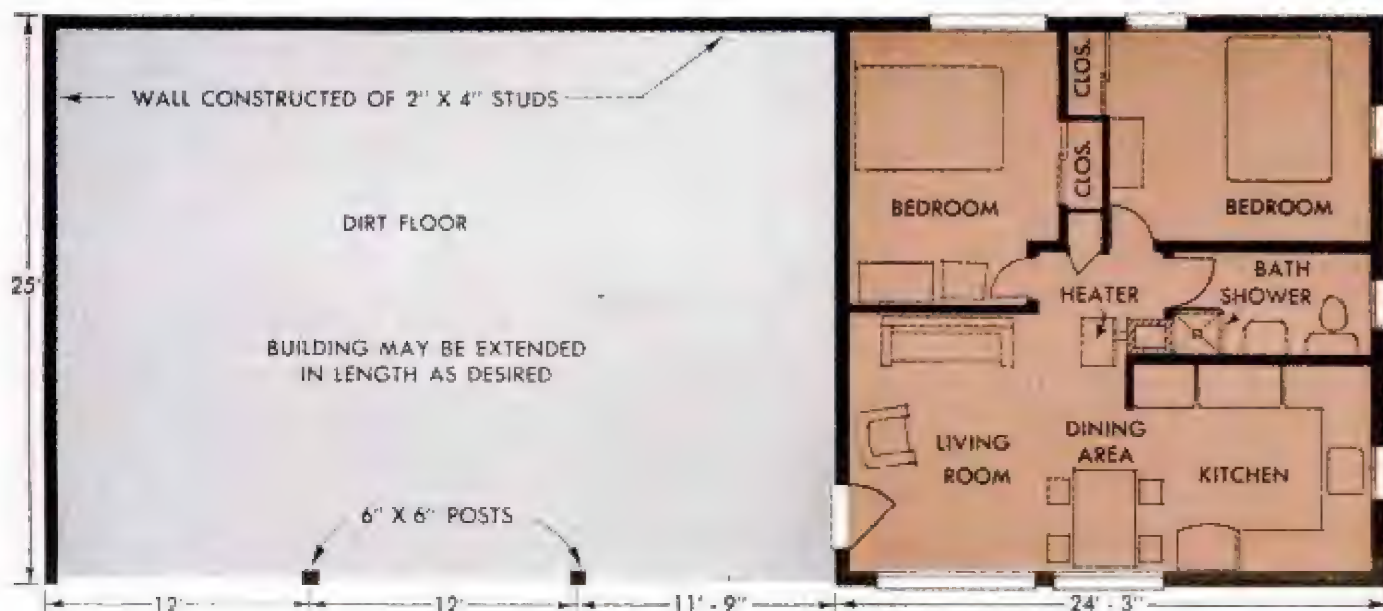 WALL CONSTRUCTED OF 2" X 4" STUDS
DIRT FLOOR
25'
BUILDING MAY BE EXTENDED
IN LENGTH AS DESIRED
6" X 6" POSTS
12'
12'
11' - 9"
24' - 3"
CLOS.
CLOS.
BEDROOM
BEDROOM
BATH
SHOWER
HEATER
LIVING
ROOM
DINING
AREA
KITCHEN